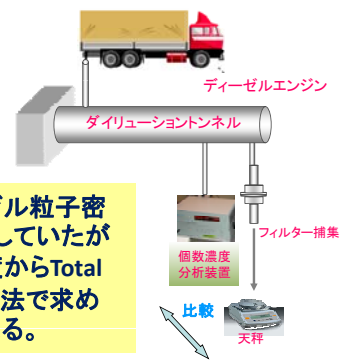 ディーゼルエンジン
ダイリューショントンネル
ル粒子密
していたが
からTotal
法で求め
る。
個数濃度
分析装置
フィルター捕集
比較
天秤